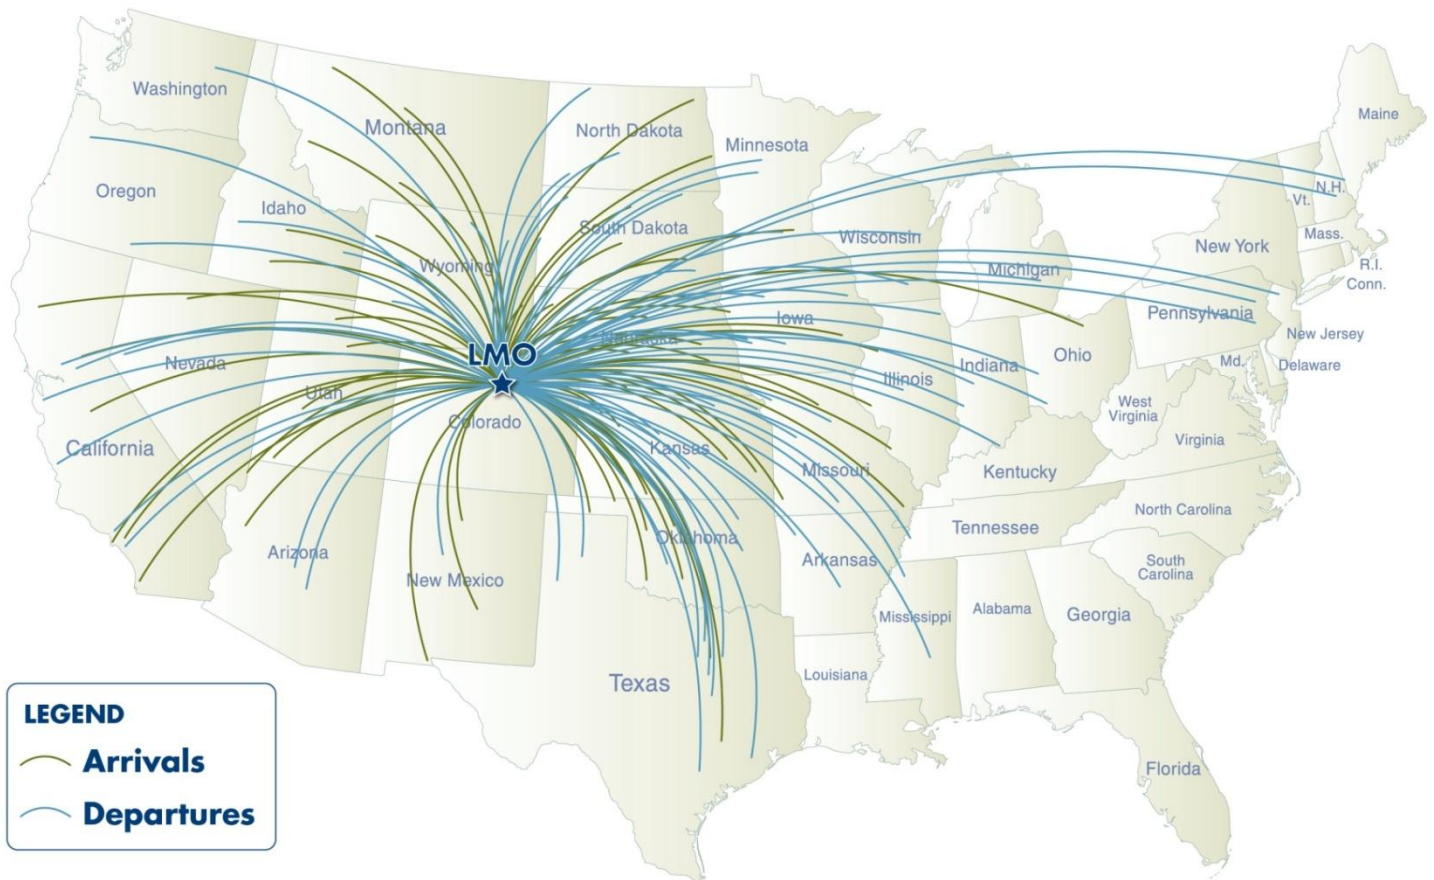 Washington
Montana
North Dakota
Minnesota
Maine
Oregon
Idaho
South Dakota
Wisconsin
Vt.
N.H.
Wyoming
Michigan
New York
Mass.
R.I.
Conn.
Iowa
Nebraska
Pennsylvania
New Jersey
LMO
Nevada
Utah
Colorado
Illinois
Indiana
Ohio
Md.
Delaware
California
Kansas
Missouri
West
Virginia
Virginia
Kentucky
North Carolina
Arizona
New Mexico
Oklahoma
Arkansas
Tennessee
South
Carolina
Mississippi
Alabama
Georgia
Texas
Louisiana
Florida
LEGEND
Arrivals
Departures